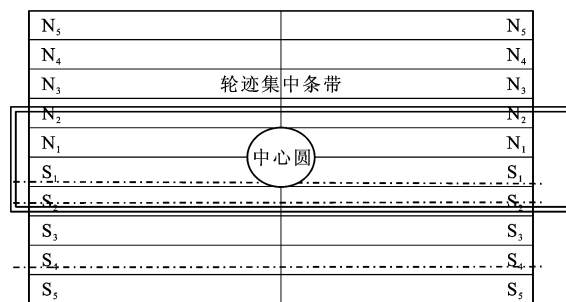 N₅ N₅
N₄ N₄
N₃ 轮迹集中条带 N₃
N₂ N₂
N₁ N₁
中心圆
S₁ S₁
S₂ S₂
S₃ S₃
S₄ S₄
S₅ S₅